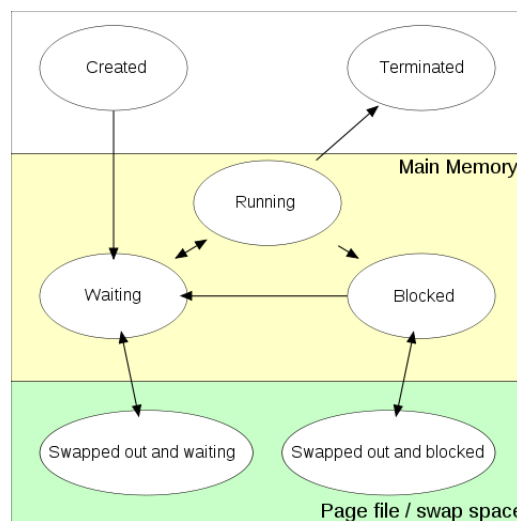 Created
Terminated
Main Memory
Running
Waiting
Blocked
Swapped out and waiting
Swapped out and blocked
Page file / swap space